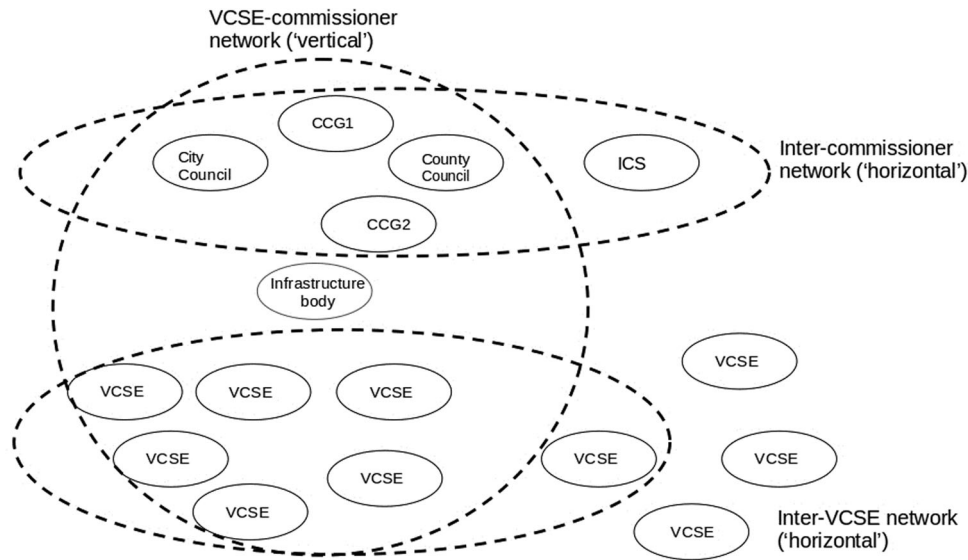 VCSE-commissioner
network (‘vertical’)
CCG1
City
Council
County
Council
ICS
Inter-commissioner
network (‘horizontal’)
CCG2
Infrastructure
body
VCSE
VCSE
VCSE
VCSE
VCSE
VCSE
VCSE
VCSE
VCSE
VCSE
VCSE
Inter-VCSE network
(‘horizontal’)